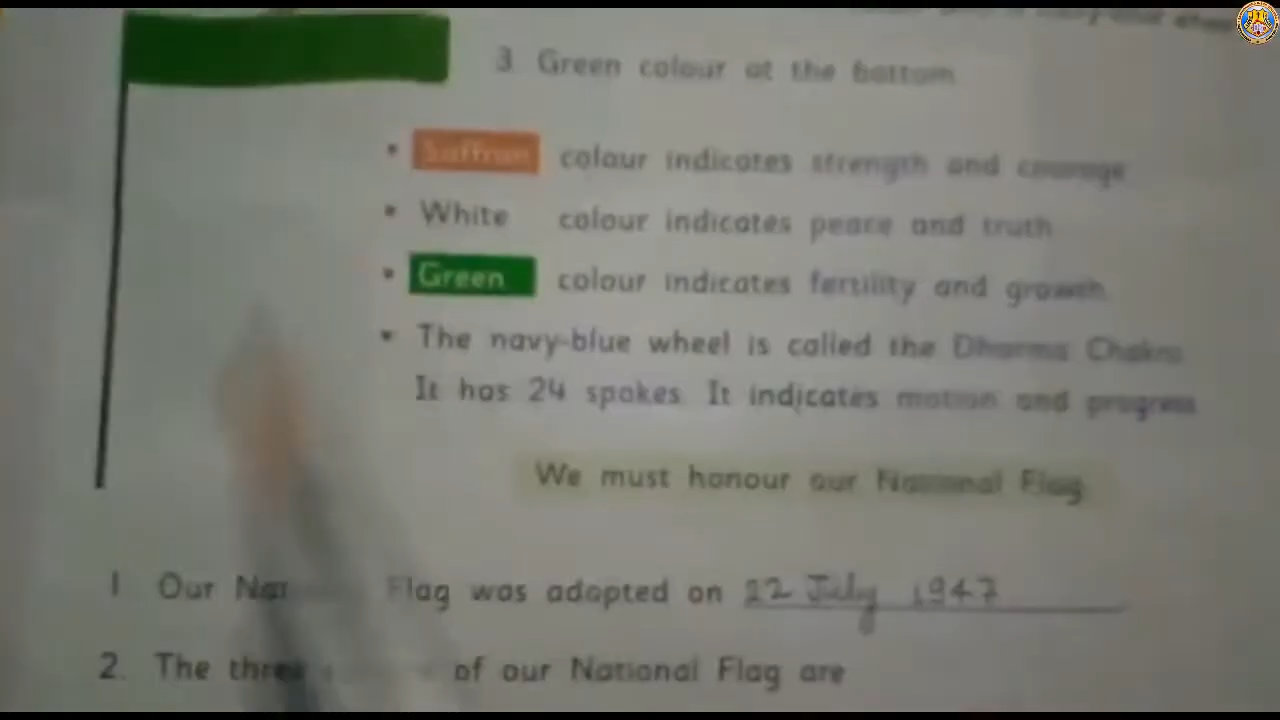 3 Green colour at the bottom
• Saffron colour indicates strength and courage
• White colour indicates peace and truth
• Green colour indicates fertility and growth
• The navy-blue wheel is called the Dharma Chakra
It has 24 spokes It indicates motion and progress
We must honour our National Flag
1 Our Nat Flag was adopted on 22 July 1947
2. The three of our National Flag are